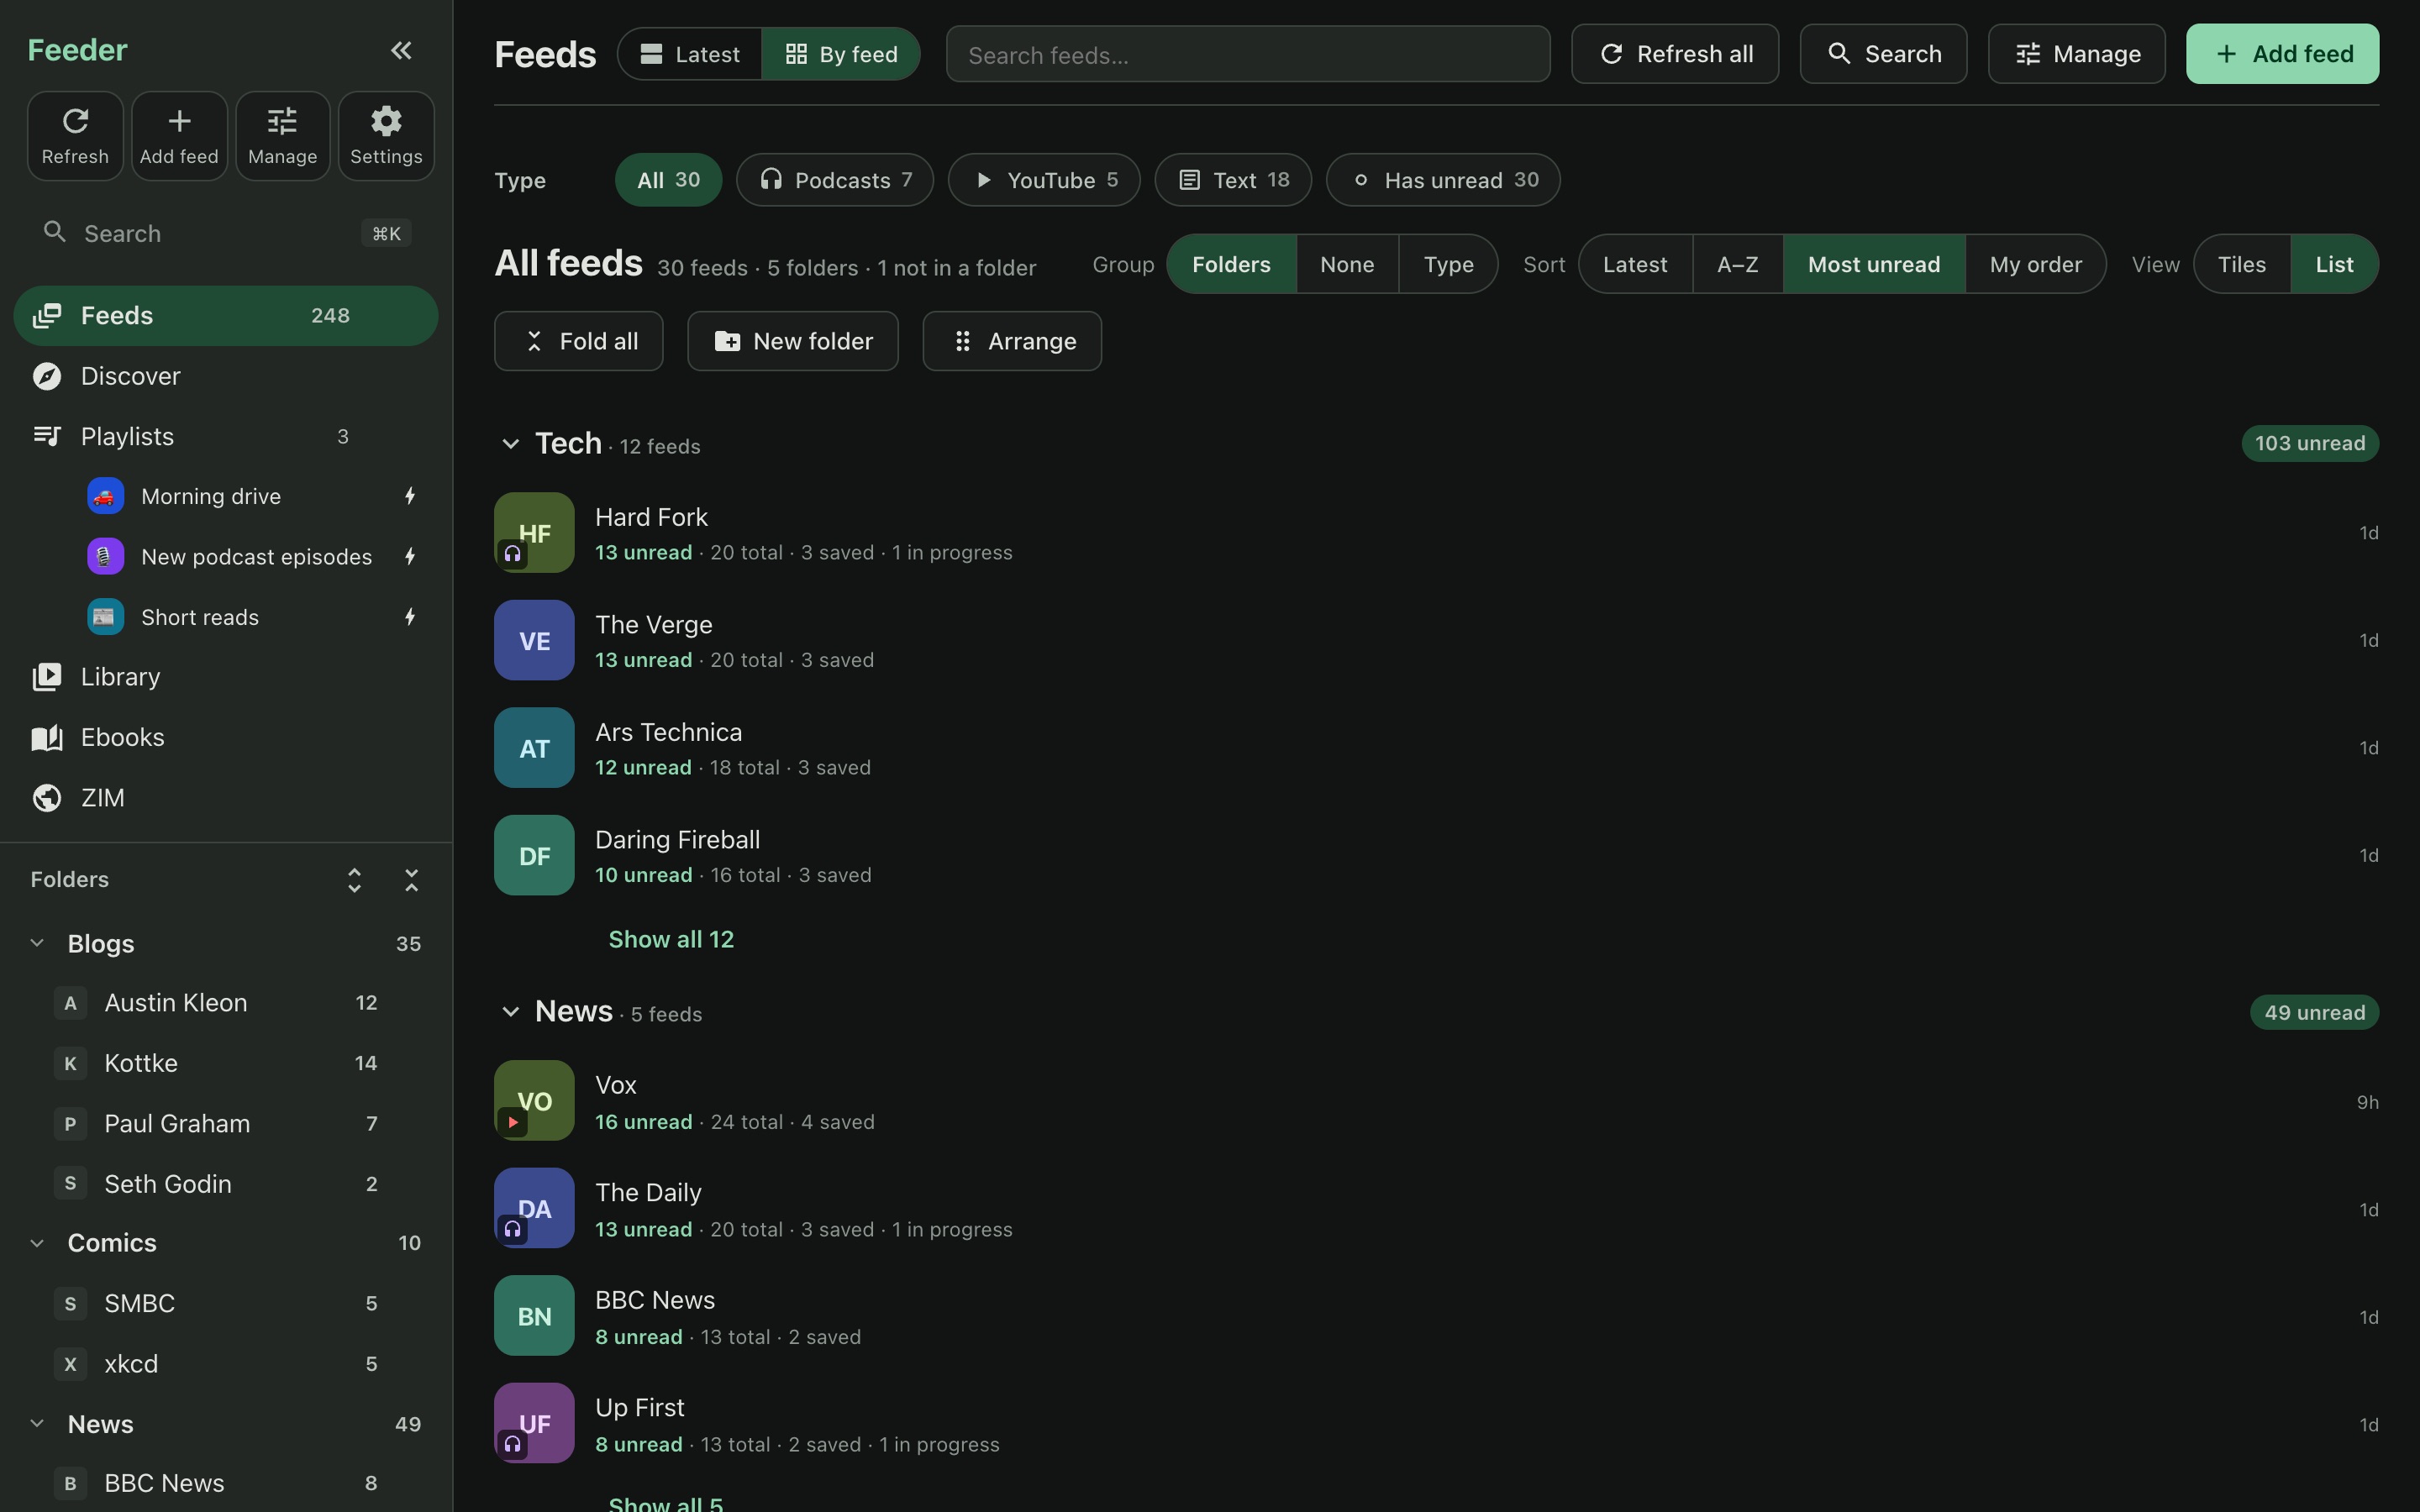 Feeder
Refresh
Add feed
Manage
Settings
Search ⌘K
Feeds 248
Discover
Playlists 3
Morning drive
New podcast episodes
Short reads
Library
Ebooks
ZIM
Folders
Blogs 35
A Austin Kleon 12
K Kottke 14
P Paul Graham 7
S Seth Godin 2
Comics 10
S SMBC 5
X xkcd 5
News 49
B BBC News 8
Feeds Latest By feed Search feeds... Refresh all Search Manage Add feed
Type All 30 Podcasts 7 YouTube 5 Text 18 Has unread 30
All feeds 30 feeds · 5 folders · 1 not in a folder Group Folders None Type Sort Latest A–Z Most unread My order View Tiles List
Fold all New folder Arrange
Tech · 12 feeds 103 unread
HF Hard Fork
13 unread · 20 total · 3 saved · 1 in progress 1d
VE The Verge
13 unread · 20 total · 3 saved 1d
AT Ars Technica
12 unread · 18 total · 3 saved 1d
DF Daring Fireball
10 unread · 16 total · 3 saved 1d
Show all 12
News · 5 feeds 49 unread
VO Vox
16 unread · 24 total · 4 saved 9h
DA The Daily
13 unread · 20 total · 3 saved · 1 in progress 1d
BN BBC News
8 unread · 13 total · 2 saved 1d
UF Up First
8 unread · 13 total · 2 saved · 1 in progress 1d
Show all 5